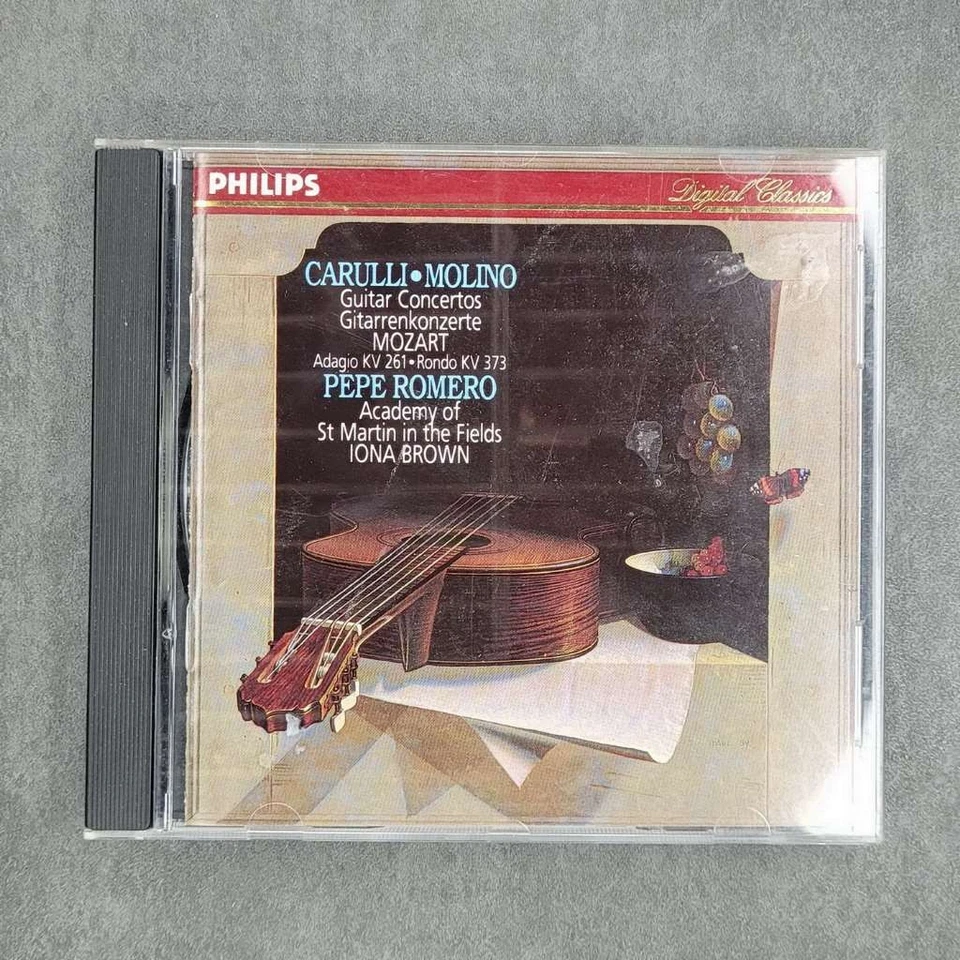 PHILIPS
Digital Classics
CARULLI•MOLINO
Guitar Concertos
Gitarrenkonzerte
MOZART
Adagio KV 261•Rondo KV 373
PEPE ROMERO
Academy of
St Martin in the Fields
IONA BROWN